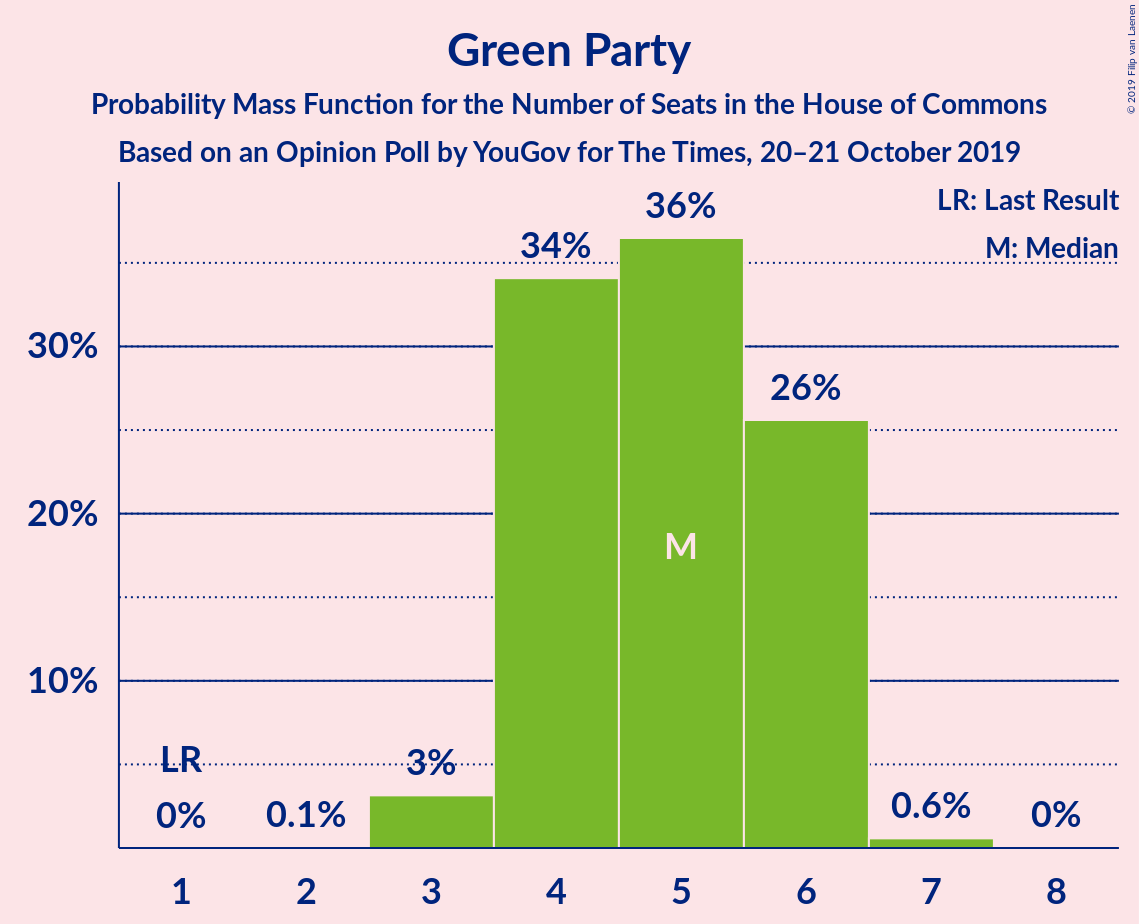 Green Party
Probability Mass Function for the Number of Seats in the House of Commons
Based on an Opinion Poll by YouGov for The Times, 20–21 October 2019
© 2019 Filip van Laenen
LR: Last Result
M: Median
36%
34%
30%
26%
20%
M
10%
LR
3%
0%
0.1%
0.6%
0%
1 2 3 4 5 6 7 8